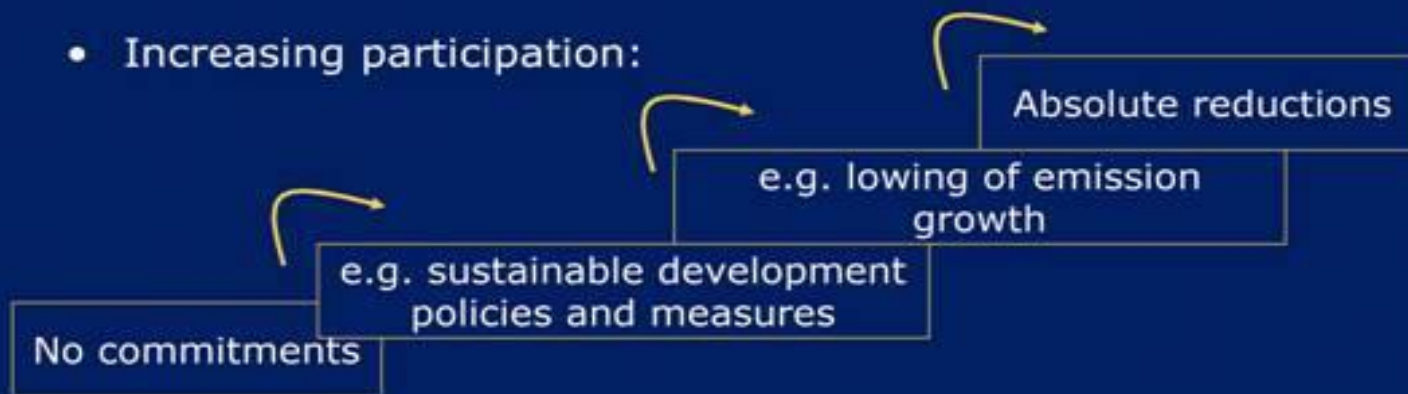 • Increasing participation:
Absolute reductions
e.g. lowing of emission
growth
e.g. sustainable development
policies and measures
No commitments